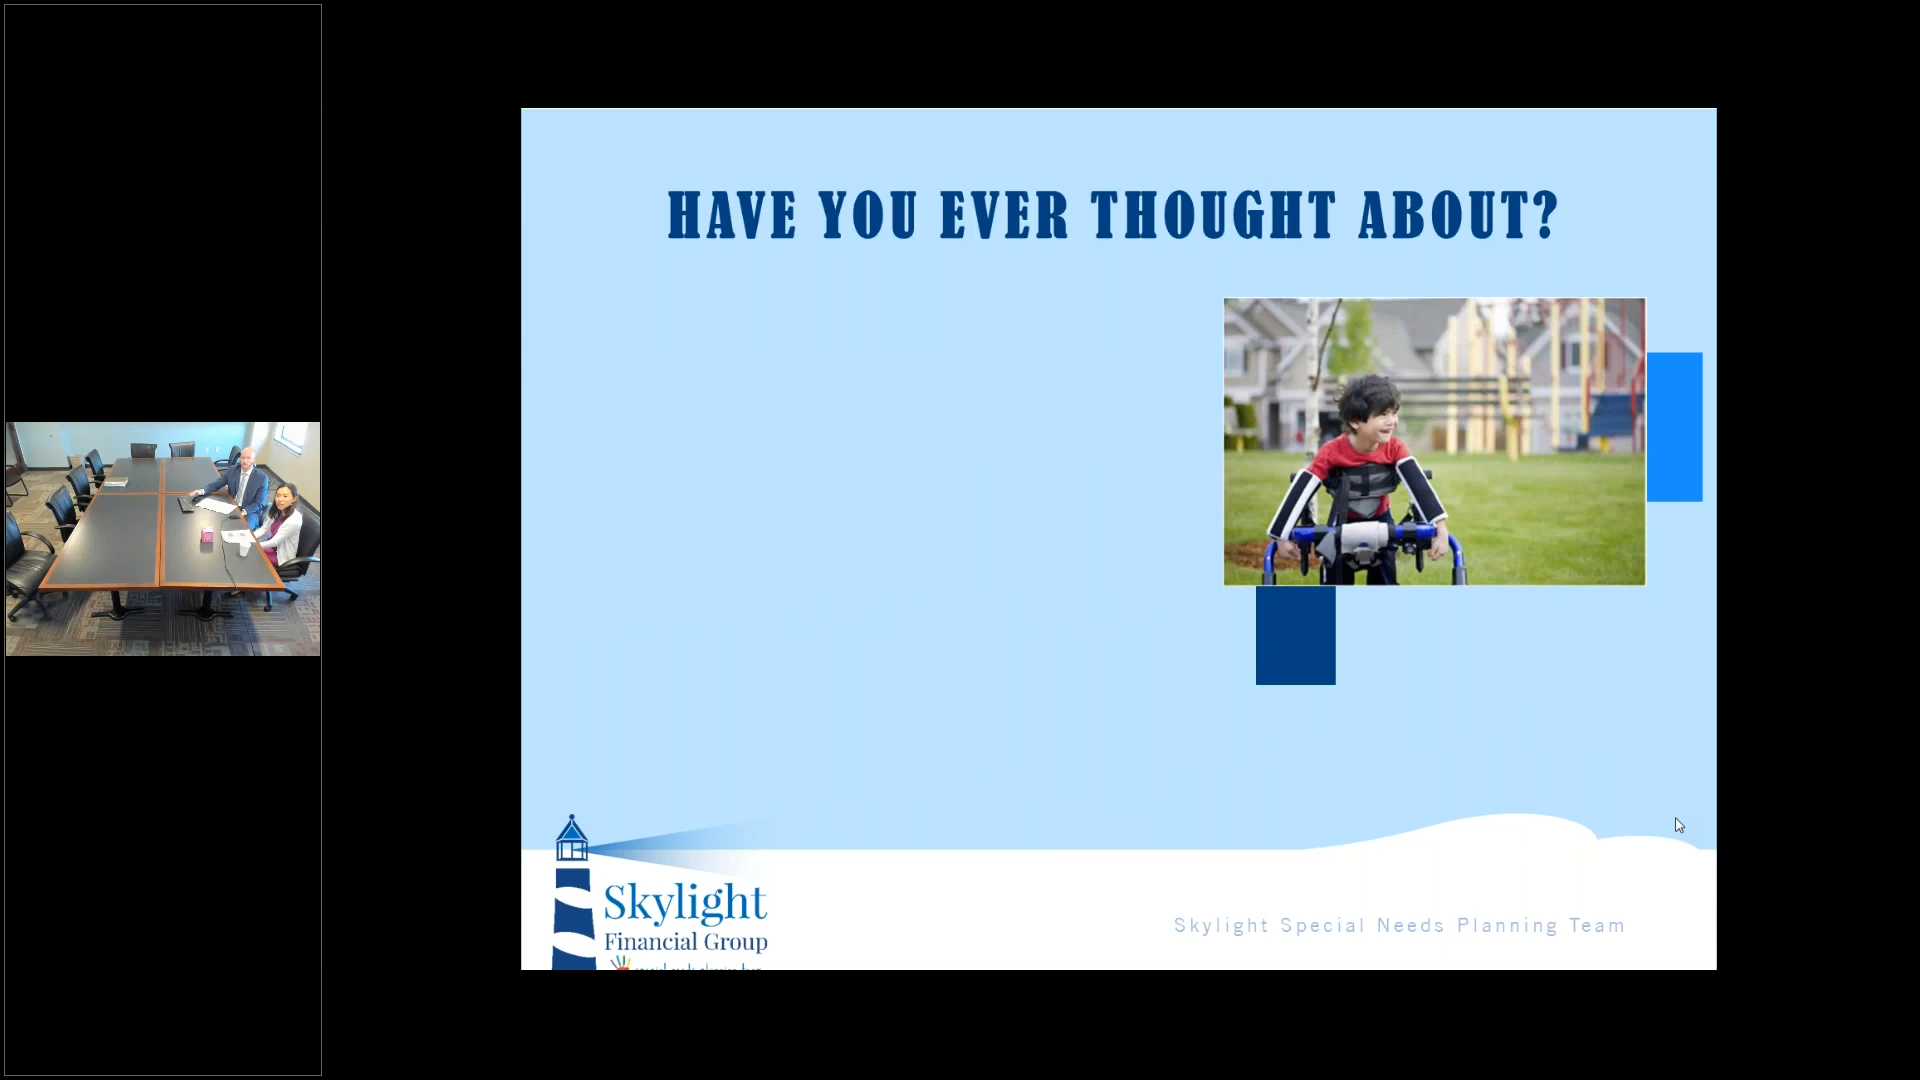 HAVE YOU EVER THOUGHT ABOUT?
Skylight
Financial Group
Skylight Special Needs Planning Team